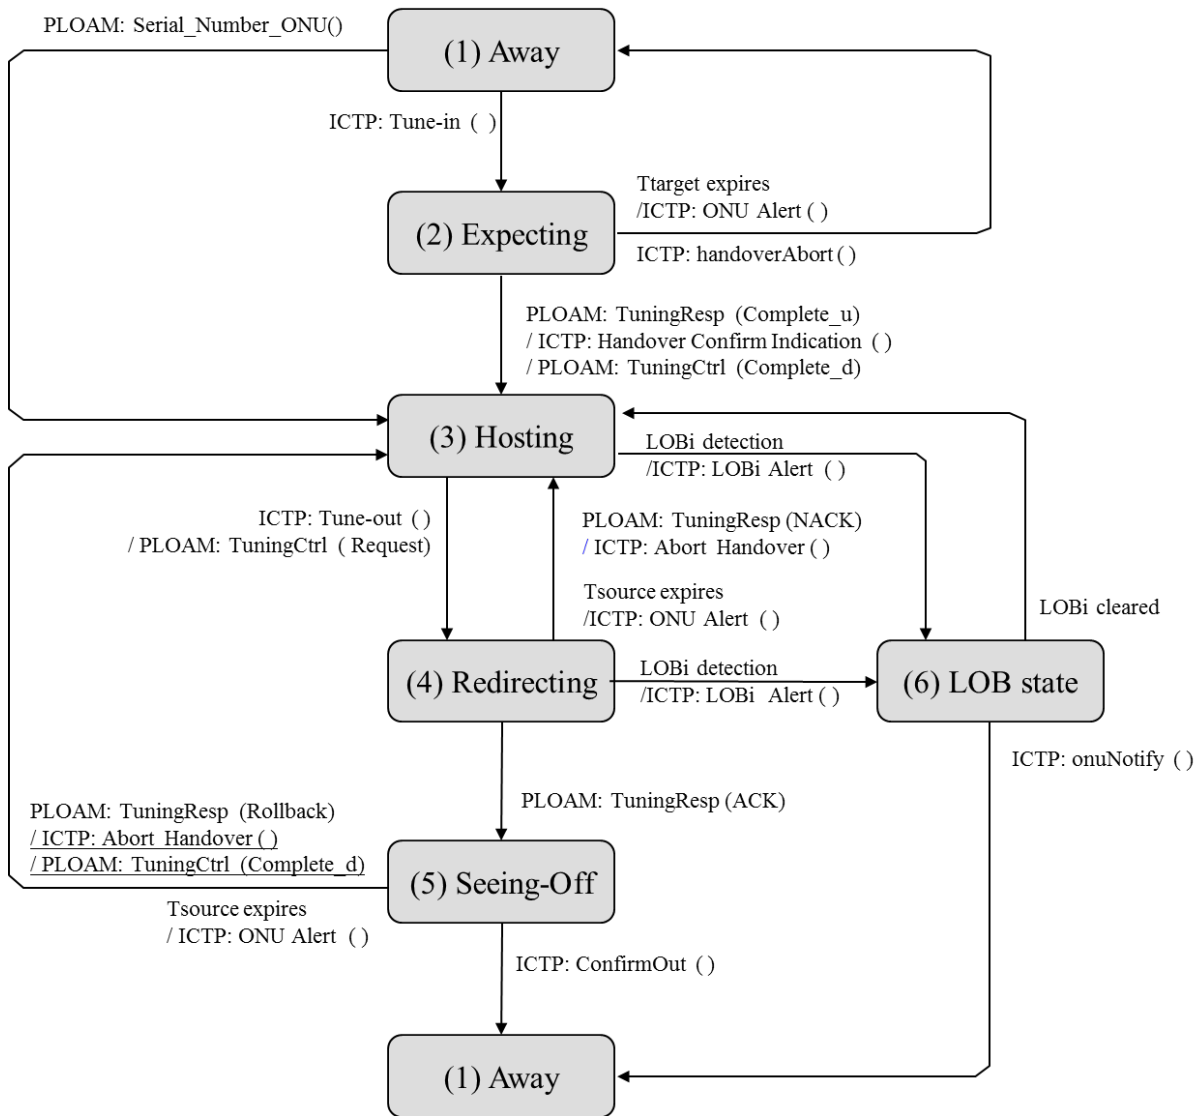 PLOAM: Serial_Number_ONU()
(1) Away
ICTP: Tune-in ( )
Ttarget expires
/ICTP: ONU Alert ( )
(2) Expecting
ICTP: handoverAbort ( )
PLOAM: TuningResp (Complete_u)
/ ICTP: Handover Confirm Indication ( )
/ PLOAM: TuningCtrl (Complete_d)
(3) Hosting
LOBi detection
/ICTP: LOBi Alert ( )
ICTP: Tune-out ( )
/ PLOAM: TuningCtrl ( Request)
PLOAM: TuningResp (NACK)
/ ICTP: Abort Handover ( )
Tsource expires
/ICTP: ONU Alert ( )
LOBi cleared
(4) Redirecting
LOBi detection
/ICTP: LOBi Alert ( )
(6) LOB state
ICTP: onuNotify ( )
PLOAM: TuningResp (ACK)
PLOAM: TuningResp (Rollback)
/ ICTP: Abort Handover ( )
/ PLOAM: TuningCtrl (Complete_d)
(5) Seeing-Off
Tsource expires
/ ICTP: ONU Alert ( )
ICTP: ConfirmOut ( )
(1) Away